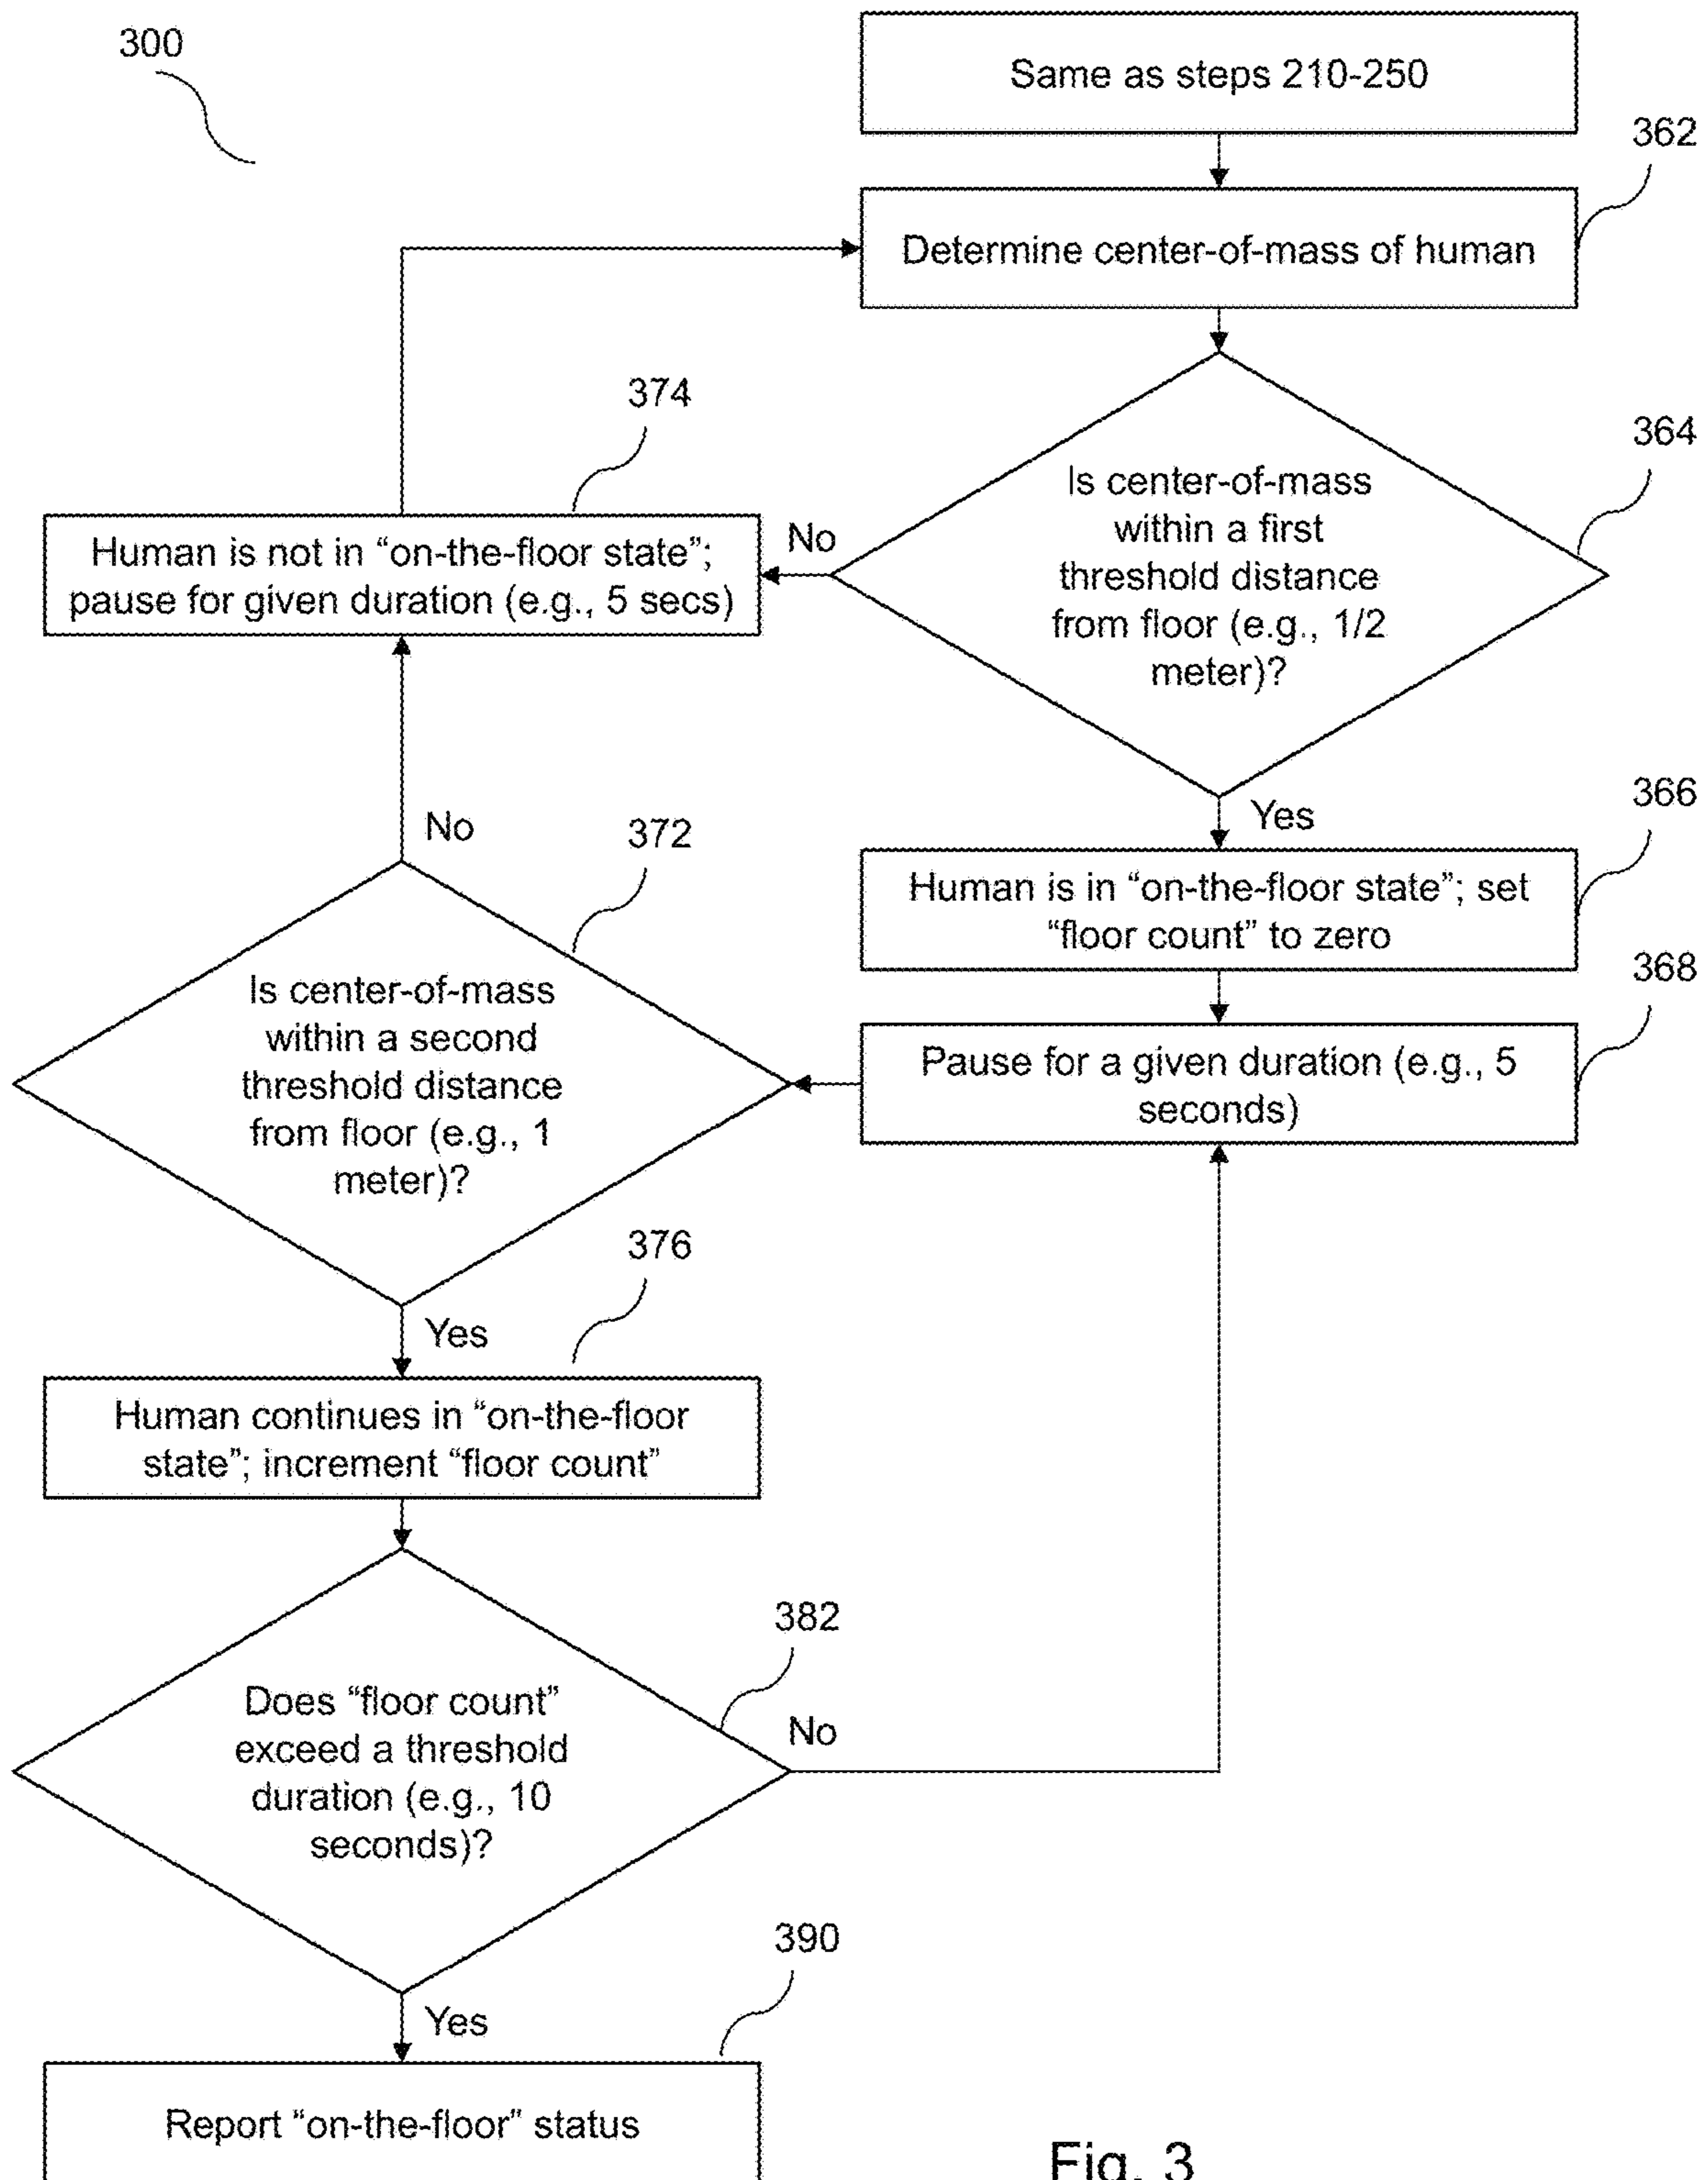 300
Same as steps 210-250
362
Determine center-of-mass of human
374
364
Is center-of-mass
within a first
threshold distance
from floor (e.g., 1/2
meter)?
No
Human is not in “on-the-floor state”;
pause for given duration (e.g., 5 secs)
Yes
366
Human is in “on-the-floor state”; set
“floor count” to zero
368
Pause for a given duration (e.g., 5
seconds)
No
372
Is center-of-mass
within a second
threshold distance
from floor (e.g., 1
meter)?
376
Yes
Human continues in “on-the-floor
state”; increment “floor count”
382
Does “floor count”
exceed a threshold
duration (e.g., 10
seconds)?
No
390
Yes
Report “on-the-floor” status
Fig. 3